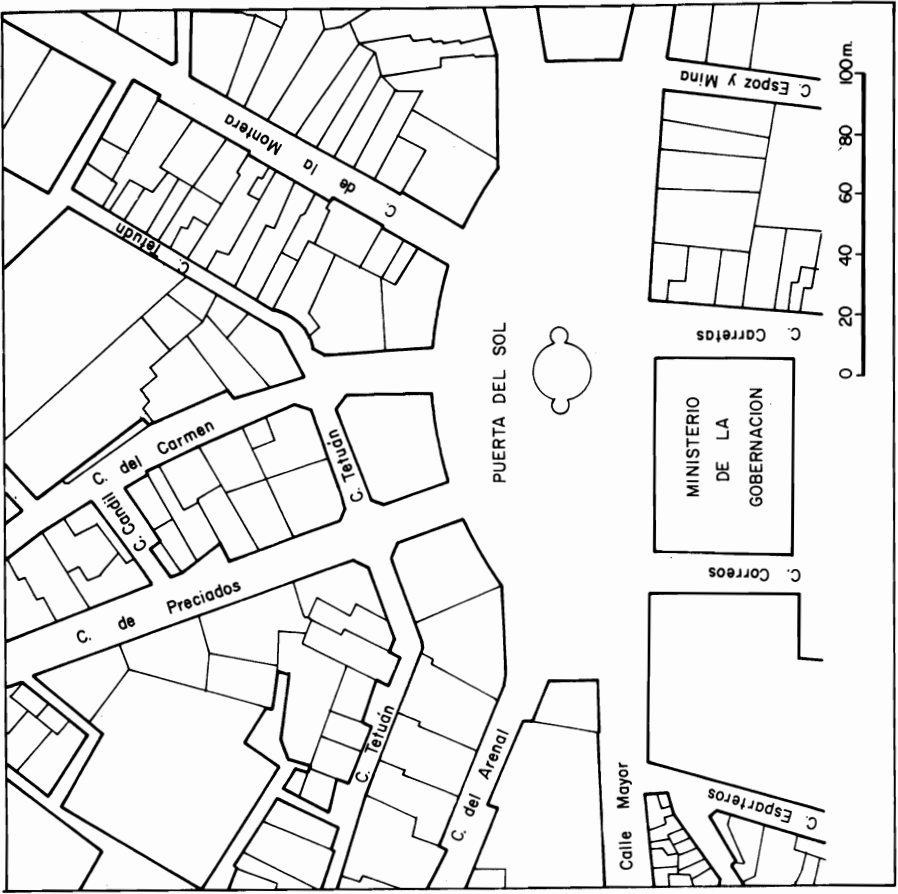 C. de la Montera
C. Espoz y Mina
100 m.
80
60
40
20
0
C. Tetuán
C. Carretas
PUERTA DEL SOL
MINISTERIO
DE LA
GOBERNACION
C. del Carmen
C. Tetuán
C. Candil
C. Correos
C. de Preciados
C. Tetuán
C. del Arenal
Calle Mayor
C. Esparteros